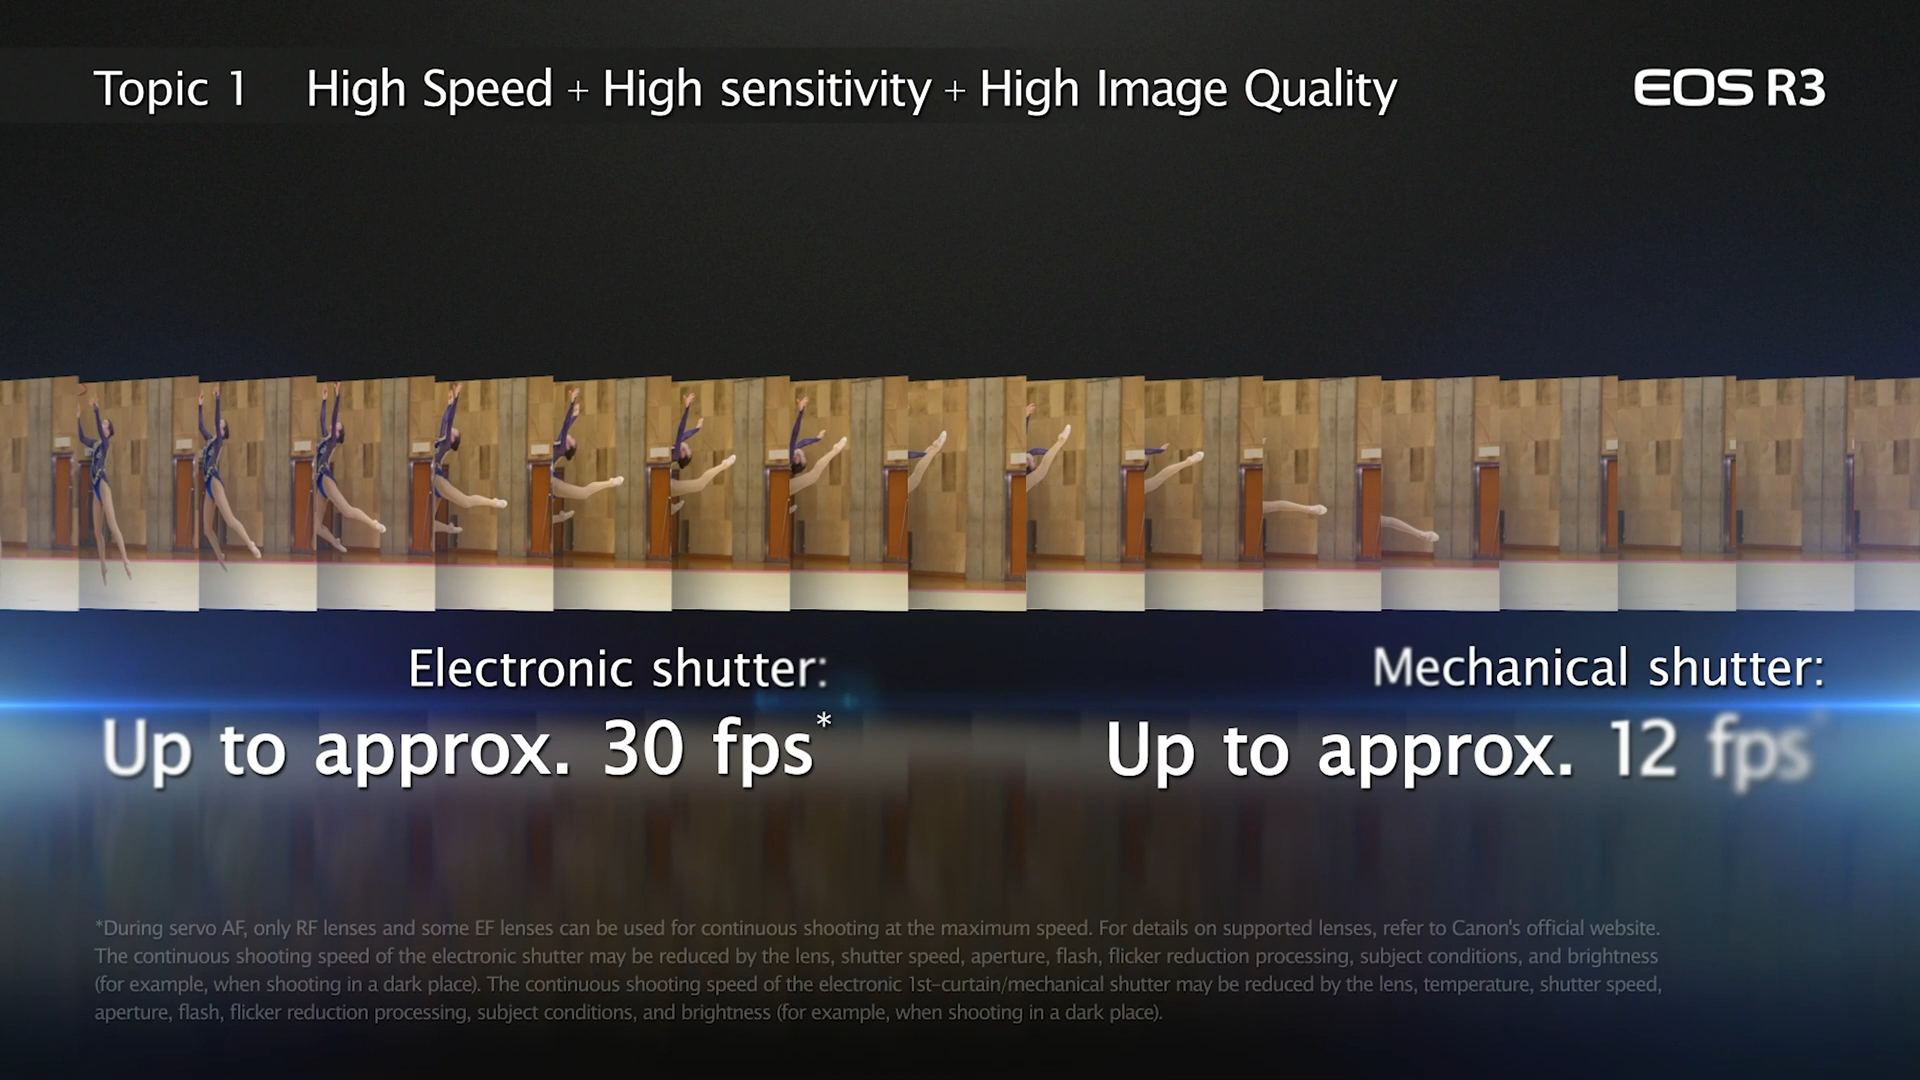 Topic 1 High Speed + High sensitivity + High Image Quality
EOS R3
Electronic shutter:
Up to approx. 30 fps*
Mechanical shutter:
Up to approx. 12 fps*
*During servo AF, only RF lenses and some EF lenses can be used for continuous shooting at the maximum speed. For details on supported lenses, refer to Canon's official website.
The continuous shooting speed of the electronic shutter may be reduced by the lens, shutter speed, aperture, flash, flicker reduction processing, subject conditions, and brightness
(for example, when shooting in a dark place). The continuous shooting speed of the electronic 1st-curtain/mechanical shutter may be reduced by the lens, temperature, shutter speed,
aperture, flash, flicker reduction processing, subject conditions, and brightness (for example, when shooting in a dark place).